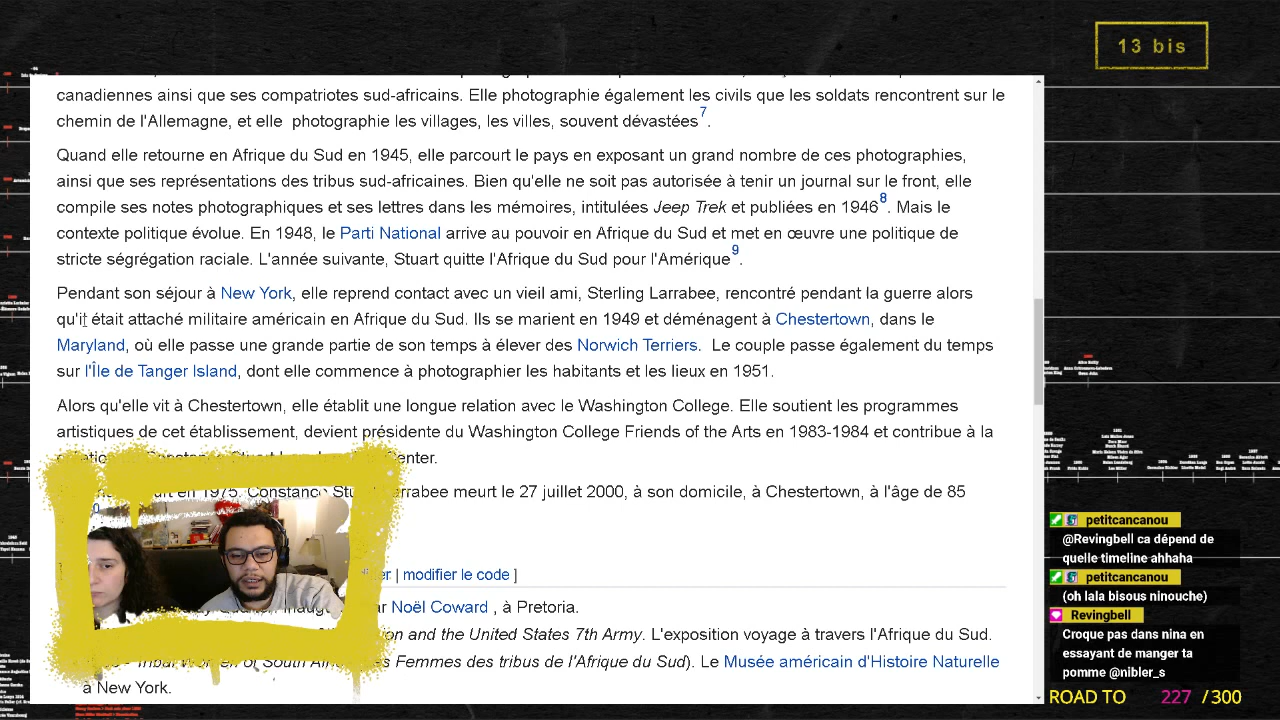 13 bis
canadiennes ainsi que ses compatriotes sud-africains. Elle photographie également les civils que les soldats rencontrent sur le
chemin de l'Allemagne, et elle photographie les villages, les villes, souvent dévastées7.
Quand elle retourne en Afrique du Sud en 1945, elle parcourt le pays en exposant un grand nombre de ces photographies,
ainsi que ses représentations des tribus sud-africaines. Bien qu'elle ne soit pas autorisée à tenir un journal sur le front, elle
compile ses notes photographiques et ses lettres dans les mémoires, intitulées Jeep Trek et publiées en 19468. Mais le
contexte politique évolue. En 1948, le Parti National arrive au pouvoir en Afrique du Sud et met en œuvre une politique de
stricte ségrégation raciale. L'année suivante, Stuart quitte l'Afrique du Sud pour l'Amérique9.
Pendant son séjour à New York, elle reprend contact avec un vieil ami, Sterling Larrabee, rencontré pendant la guerre alors
qu'il était attaché militaire américain en Afrique du Sud. Ils se marient en 1949 et déménagent à Chestertown, dans le
Maryland, où elle passe une grande partie de son temps à élever des Norwich Terriers. Le couple passe également du temps
sur l'Île de Tanger Island, dont elle commence à photographier les habitants et les lieux en 1951.
Alors qu'elle vit à Chestertown, elle établit une longue relation avec le Washington College. Elle soutient les programmes
artistiques de cet établissement, devient présidente du Washington College Friends of the Arts en 1983-1984 et contribue à la
enter.
en 1975, Constance meurt le 27 juillet 2000, à son domicile, à Chestertown, à l'âge de 85
| modifier le code ]
Noël Coward , à Pretoria.
and the United States 7th Army. L'exposition voyage à travers l'Afrique du Sud.
Femmes des tribus de l'Afrique du Sud). Musée américain d'Histoire Naturelle
à New York.
petitcancanou
@Revingbell ca dépend de
quelle timeline ahhaha
petitcancanou
(oh lala bisous ninouche)
Revingbell
Croque pas dans nina en
essayant de manger ta
pomme @nibler_s
ROAD TO 227 / 300